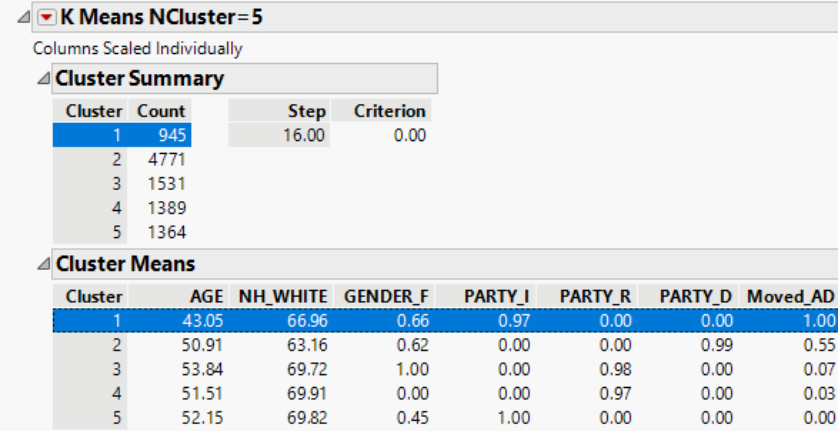 K Means NCluster=5
Columns Scaled Individually
Cluster Summary
Cluster Count Step Criterion
1 945 16.00 0.00
2 4771
3 1531
4 1389
5 1364
Cluster Means
Cluster AGE NH_WHITE GENDER_F PARTY_I PARTY_R PARTY_D Moved_AD
1 43.05 66.96 0.66 0.97 0.00 0.00 1.00
2 50.91 63.16 0.62 0.00 0.00 0.99 0.55
3 53.84 69.72 1.00 0.00 0.98 0.00 0.07
4 51.51 69.91 0.00 0.00 0.97 0.00 0.03
5 52.15 69.82 0.45 1.00 0.00 0.00 0.00